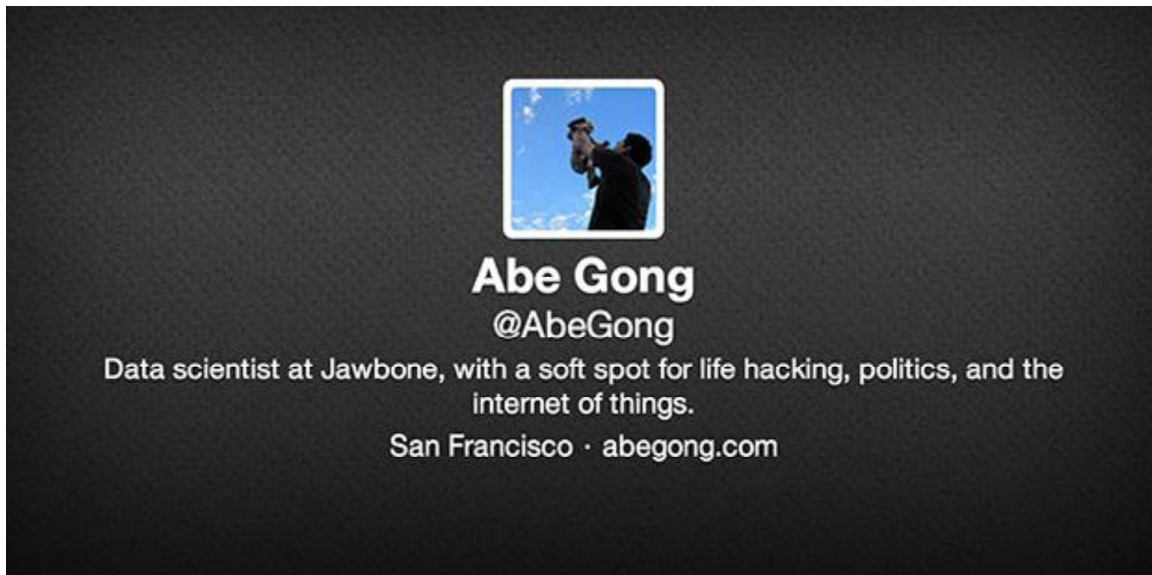 Abe Gong
@AbeGong
Data scientist at Jawbone, with a soft spot for life hacking, politics, and the
internet of things.
San Francisco · abegong.com